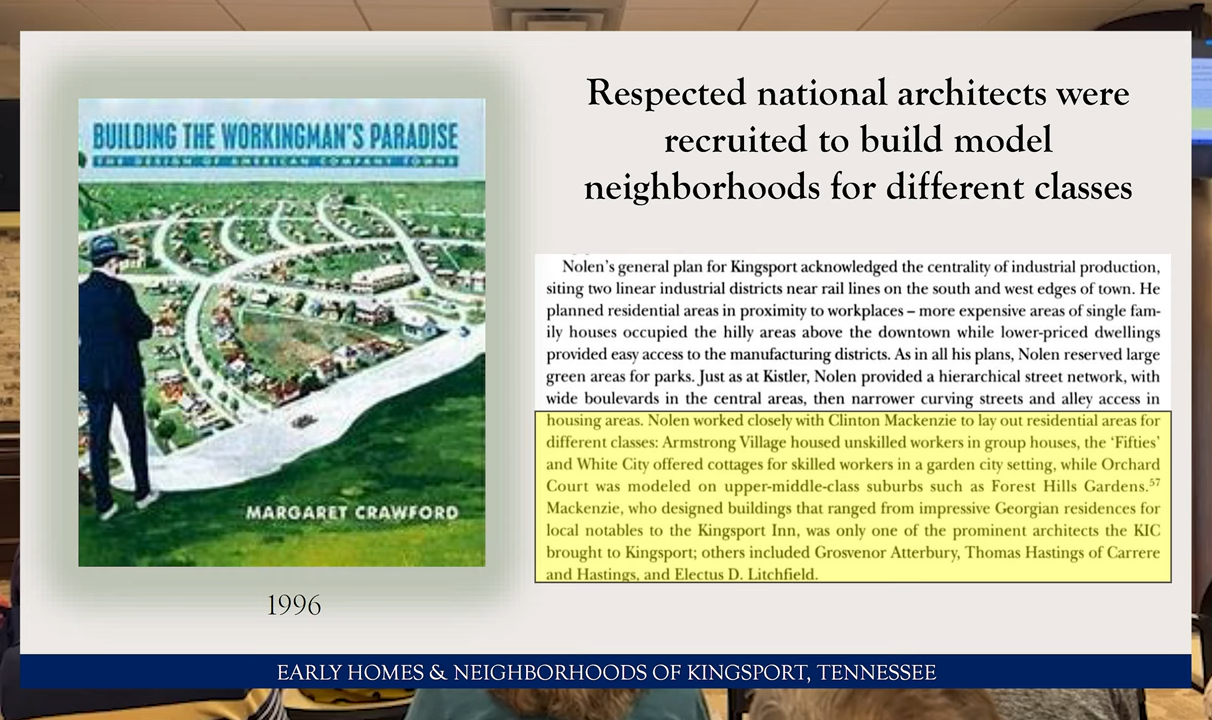 BUILDING THE WORKINGMAN'S PARADISE
THE DESIGN OF AMERICAN COMPANY TOWNS
MARGARET CRAWFORD
1996
Respected national architects were
recruited to build model
neighborhoods for different classes
Nolen's general plan for Kingsport acknowledged the centrality of industrial production,
siting two linear industrial districts near rail lines on the south and west edges of town. He
planned residential areas in proximity to workplaces – more expensive areas of single fam-
ily houses occupied the hilly areas above the downtown while lower-priced dwellings
provided easy access to the manufacturing districts. As in all his plans, Nolen reserved large
green areas for parks. Just as at Kistler, Nolen provided a hierarchical street network, with
wide boulevards in the central areas, then narrower curving streets and alley access in
housing areas. Nolen worked closely with Clinton Mackenzie to lay out residential areas for
different classes: Armstrong Village housed unskilled workers in group houses, the 'Fifties'
and White City offered cottages for skilled workers in a garden city setting, while Orchard
Court was modeled on upper-middle-class suburbs such as Forest Hills Gardens.57
Mackenzie, who designed buildings that ranged from impressive Georgian residences for
local notables to the Kingsport Inn, was only one of the prominent architects the KIC
brought to Kingsport; others included Grosvenor Atterbury, Thomas Hastings of Carrere
and Hastings, and Electus D. Litchfield.
EARLY HOMES & NEIGHBORHOODS OF KINGSPORT, TENNESSEE